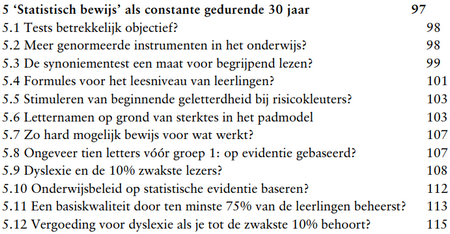 5 ‘Statistisch bewijs’ als constante gedurende 30 jaar 97
5.1 Tests betrekkelijk objectief? 98
5.2 Meer genormeerde instrumenten in het onderwijs? 98
5.3 De synoniementest een maat voor begrijpend lezen? 99
5.4 Formules voor het leesniveau van leerlingen? 101
5.5 Stimuleren van beginnende geletterdheid bij risicokleuters? 103
5.6 Letternamen op grond van sterktes in het padmodel 103
5.7 Zo hard mogelijk bewijs voor wat werkt? 107
5.8 Ongeveer tien letters vóór groep 1: op evidentie gebaseerd? 107
5.9 Dyslexie en de 10% zwakste lezers? 110
5.10 Onderwijsbeleid op statistische evidentie baseren? 112
5.11 Een basiskwaliteit door ten minste 75% van de leerlingen beheerst? 113
5.12 Vergoeding voor dyslexie als je tot de zwakste 10% behoort? 115